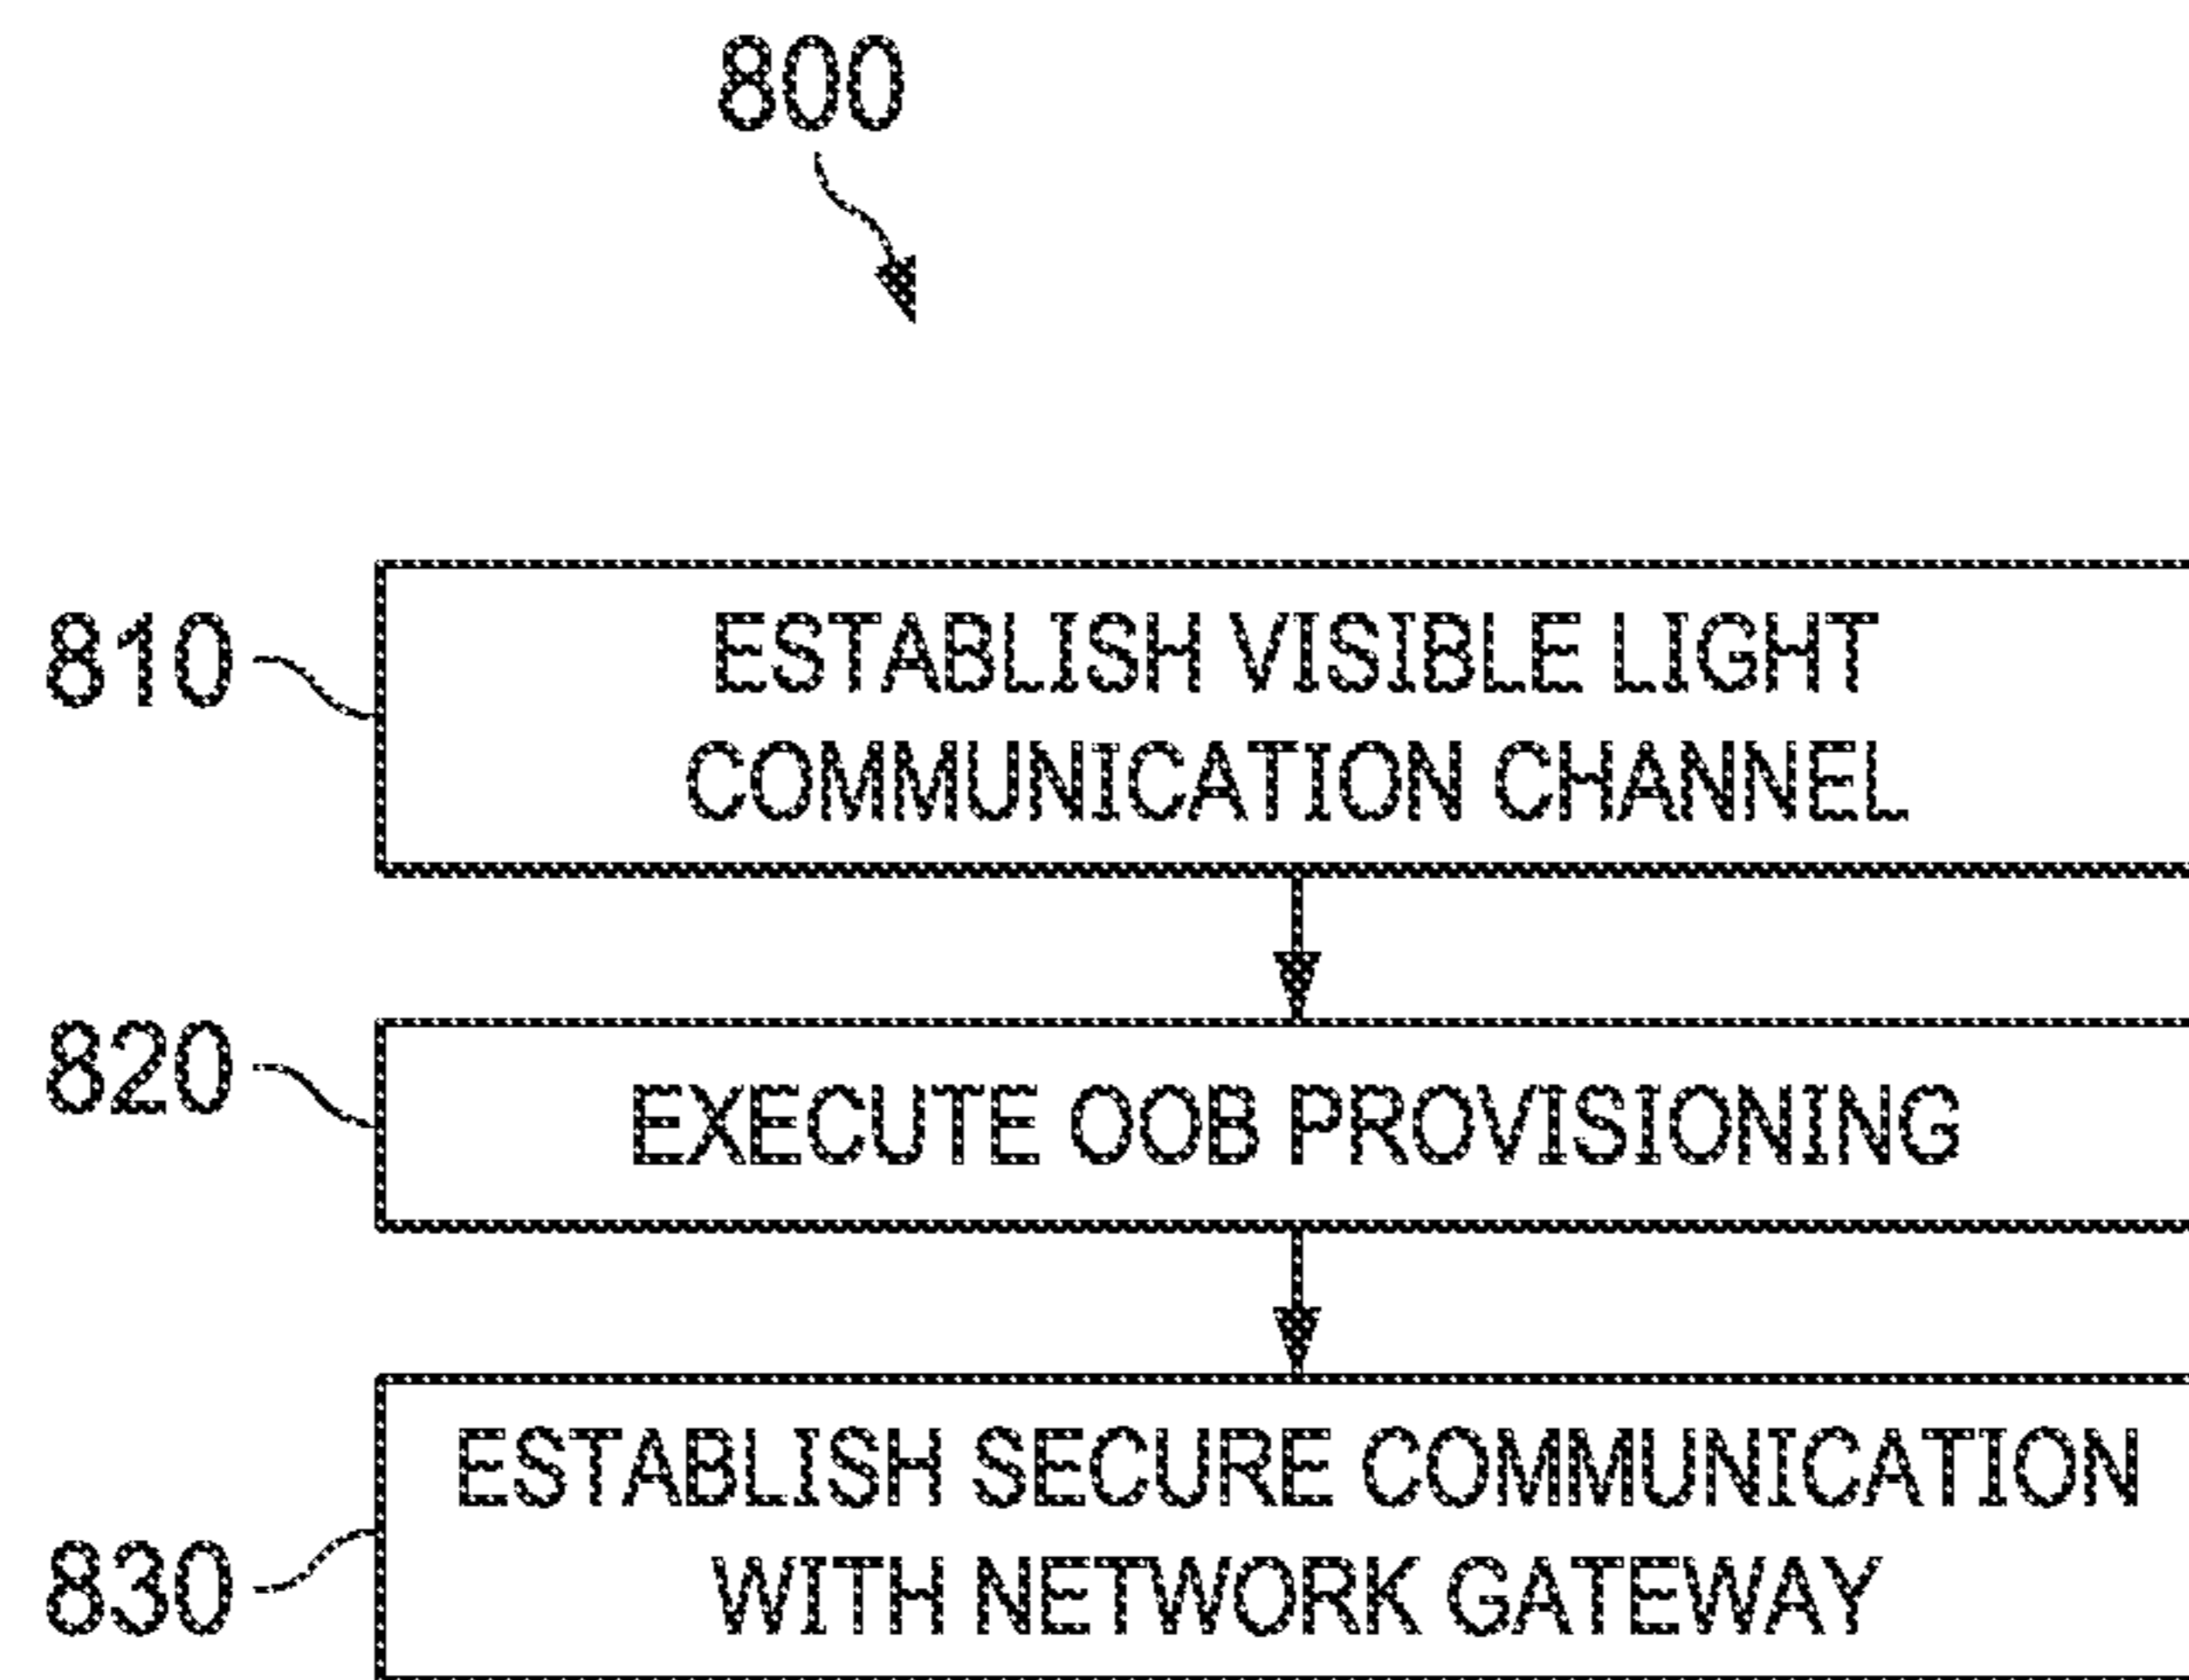 800
810
ESTABLISH VISIBLE LIGHT
COMMUNICATION CHANNEL
820
EXECUTE OOB PROVISIONING
830
ESTABLISH SECURE COMMUNICATION
WITH NETWORK GATEWAY